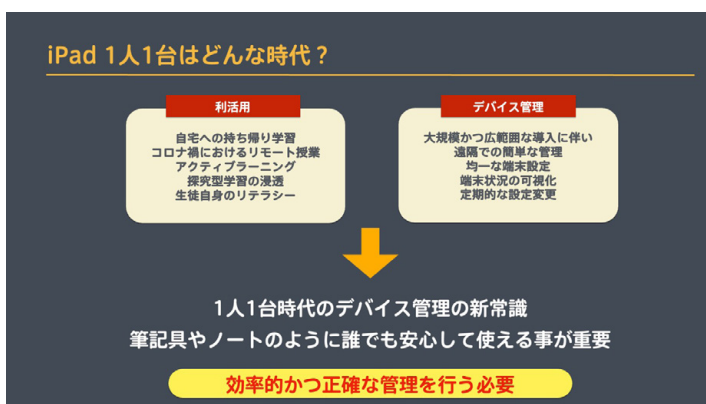 iPad 1人1台はどんな時代？
利活用
自宅への持ち帰り学習
コロナ禍におけるリモート授業
アクティブラーニング
探究型学習の浸透
生徒自身のリテラシー
デバイス管理
大規模かつ広範囲な導入に伴い
遠隔での簡単な管理
均一な端末設定
端末状況の可視化
定期的な設定変更
1人1台時代のデバイス管理の新常識
筆記具やノートのように誰でも安心して使える事が重要
効率的かつ正確な管理を行う必要